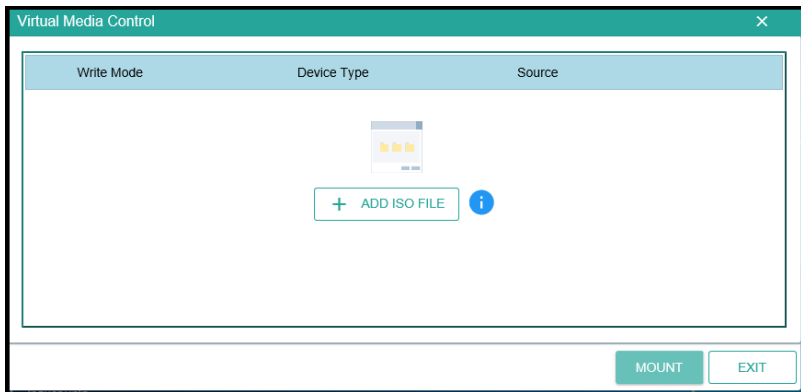 Virtual Media Control
Write Mode Device Type Source
+ ADD ISO FILE i
MOUNT EXIT